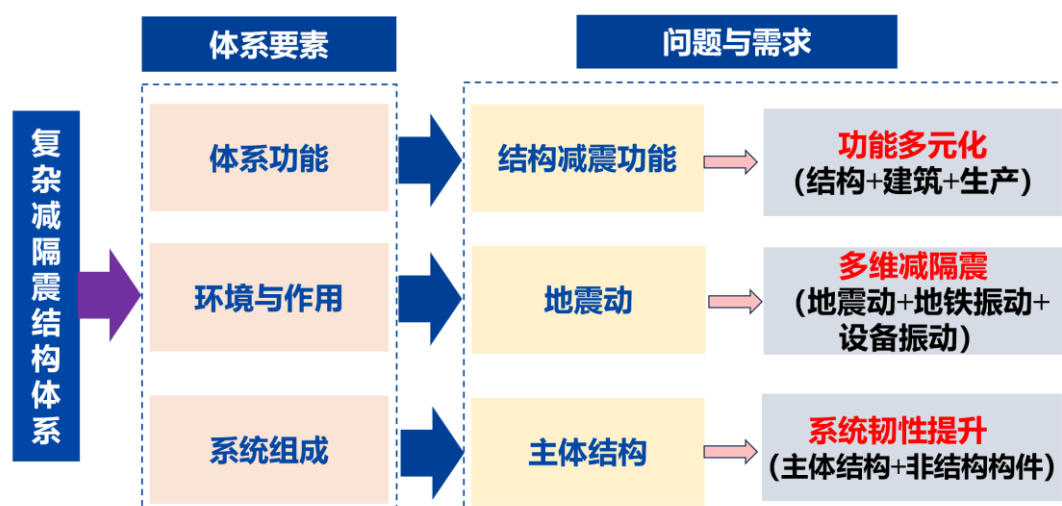 体系要素
问题与需求
复杂减隔震结构体系
体系功能
结构减震功能
功能多元化
(结构+建筑+生产)
环境与作用
地震动
多维减隔震
(地震动+地铁振动+
设备振动)
系统组成
主体结构
系统韧性提升
(主体结构+非结构构件)